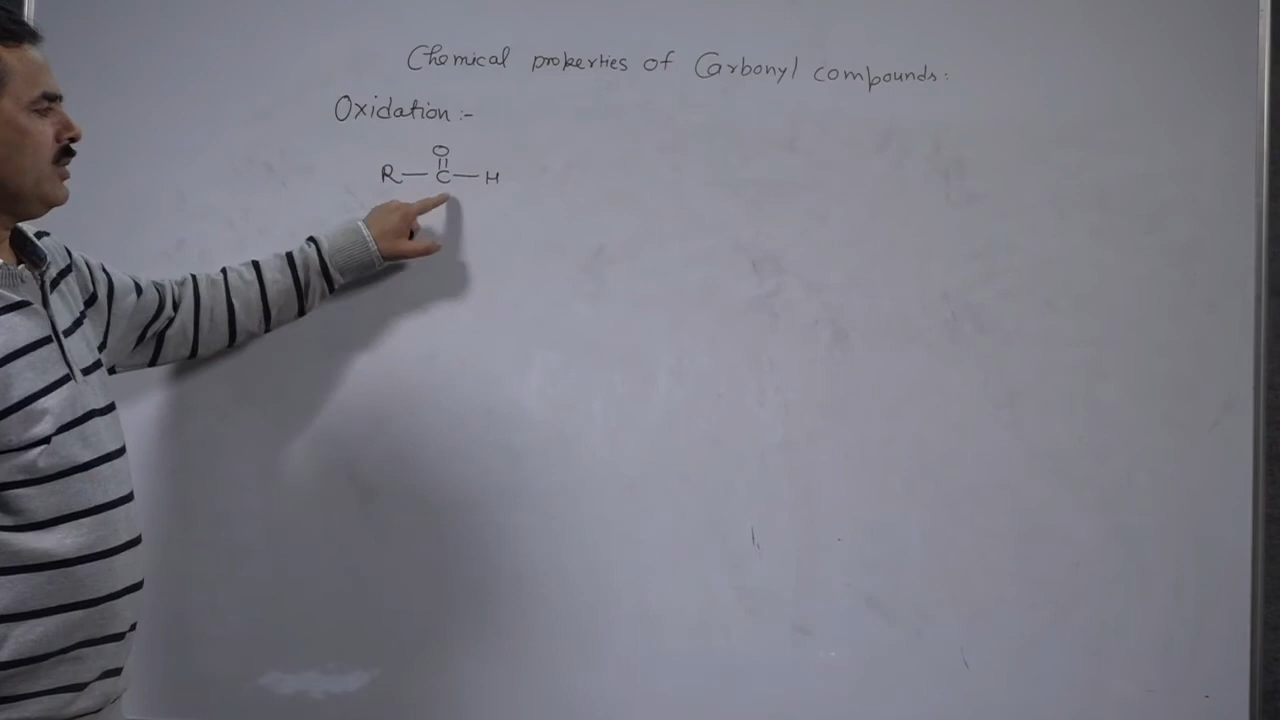 Chemical properties of Carbonyl compounds:
Oxidation :-
O
R — C — H